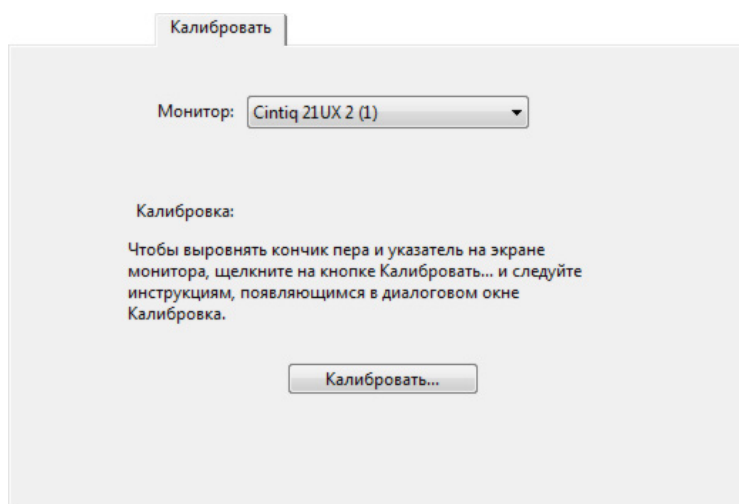 Калибровать
Монитор: Cintiq 21UX 2 (1)
Калибровка:
Чтобы выровнять кончик пера и указатель на экране
монитора, щелкните на кнопке Калибровать... и следуйте
инструкциям, появляющимся в диалоговом окне
Калибровка.
Калибровать...